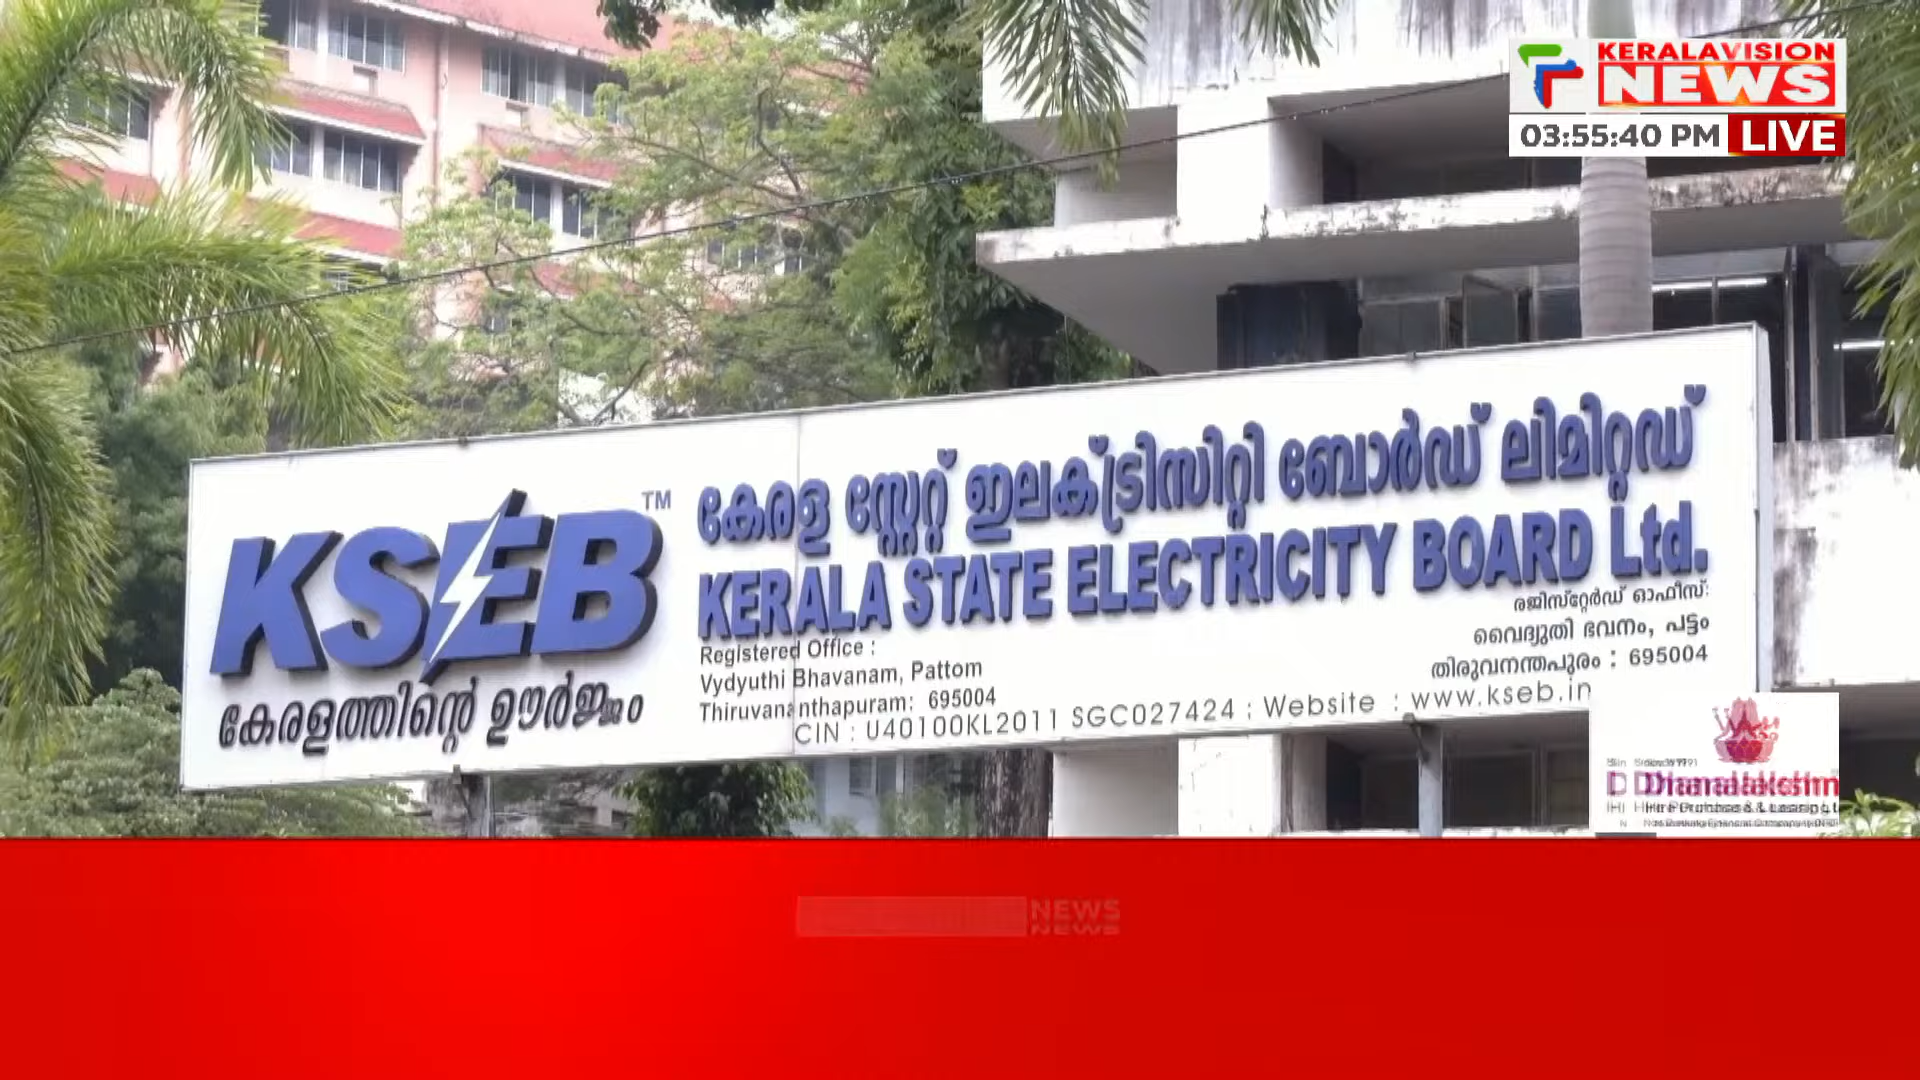 KERALAVISION
NEWS
03:55:40 PM LIVE
KSEB TM
കേരളത്തിന്റെ ഊർജ്ജം
കേരള സ്റ്റേറ്റ് ഇലക്ട്രിസിറ്റി ബോർഡ് ലിമിറ്റഡ്
KERALA STATE ELECTRICITY BOARD Ltd.
Registered Office :
Vydyuthi Bhavanam, Pattom
Thiruvananthapuram: 695004
രജിസ്റ്റേർഡ് ഓഫീസ്:
വൈദ്യുതി ഭവനം, പട്ടം
തിരുവനന്തപുരം : 695004
CIN : U40100KL2011 SGC027424 ; Website : www.kseb.in
NEWS
NEWS